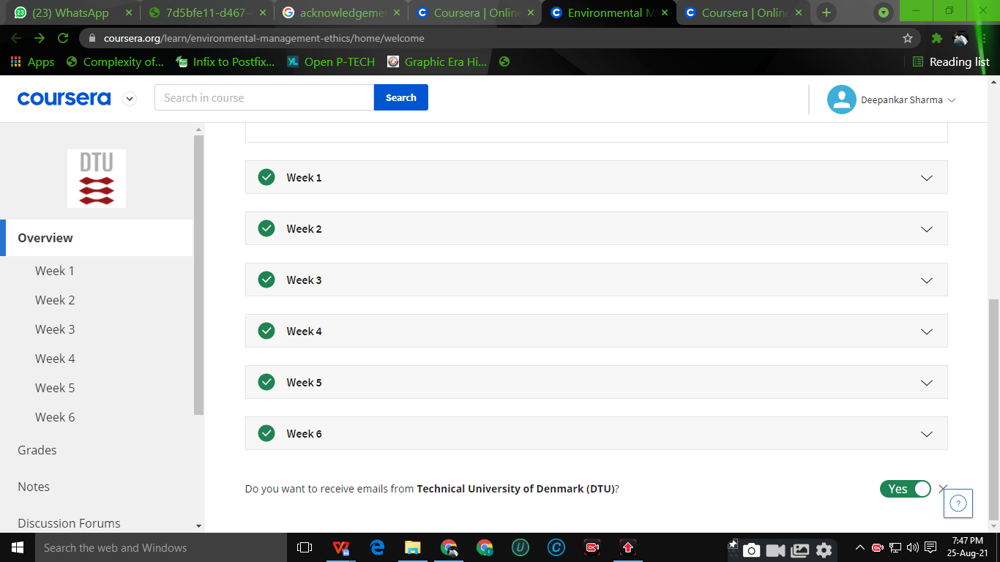 (23) WhatsApp
7d5bfe11-d467-
acknowledgeme
Coursera | Online
Environmental M
Coursera | Online
coursera.org/learn/environmental-management-ethics/home/welcome
Apps
Complexity of...
Infix to Postfix...
Open P-TECH
Graphic Era Hi...
Reading list
coursera
Search in course
Search
Deepankar Sharma
DTU
Overview
Week 1
Week 2
Week 3
Week 4
Week 5
Week 6
Grades
Notes
Discussion Forums
Week 1
Week 2
Week 3
Week 4
Week 5
Week 6
Do you want to receive emails from Technical University of Denmark (DTU)?
Yes
?
Search the web and Windows
7:47 PM
25-Aug-21